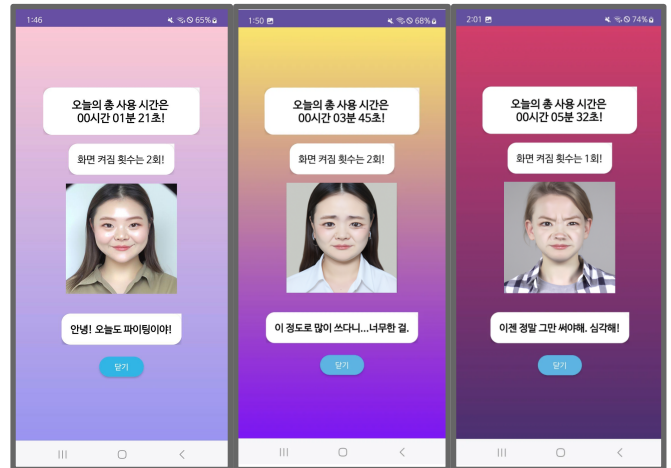 1:46
65%
오늘의 총 사용 시간은
00시간 01분 21초!
화면 켜짐 횟수는 2회!
안녕! 오늘도 파이팅이야!
닫기
1:50
68%
오늘의 총 사용 시간은
00시간 03분 45초!
화면 켜짐 횟수는 2회!
이 정도로 많이 쓰다니...너무한 걸.
닫기
2:01
74%
오늘의 총 사용 시간은
00시간 05분 32초!
화면 켜짐 횟수는 1회!
이젠 정말 그만 써야해. 심각해!
닫기